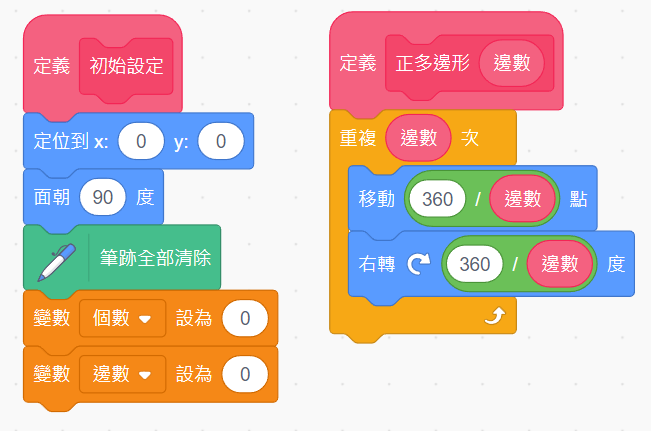 定義 初始設定
定位到 x: 0 y: 0
面朝 90 度
筆跡全部清除
變數 個數 設為 0
變數 邊數 設為 0
定義 正多邊形 邊數
重複 邊數 次
移動 360 / 邊數 點
右轉 360 / 邊數 度